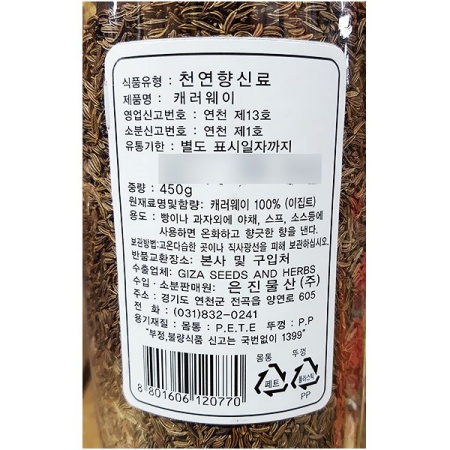 식품유형 : 천연향신료
제품명 : 캐러웨이
영업신고번호 : 연천 제13호
소분신고번호 : 연천 제1호
유통기한 : 별도 표시일자까지
중량 : 450g
원재료명및함량: 캐러웨이 100% (이집트)
용도 : 빵이나 과자외에 야채, 스프, 소스등에
사용하면 온화하고 향긋한 향을 낸다.
보관방법:고온다습한 곳이나 직사광선을 피해 보관하십시오.
반품교환장소: 본사 및 구입처
수출업체: GIZA SEEDS AND HERBS
수입 · 소분판매원: 은진물산(주)
주소 : 경기도 연천군 전곡읍 양연로 605
전화 : (031)832-0241
용기재질 : 몸통 : P.E.T.E 뚜껑 : P.P
"부정,불량식품 신고는 국번없이 1399"
몸통 뚜껑
페트 플라스틱
PP
8 801606 120770